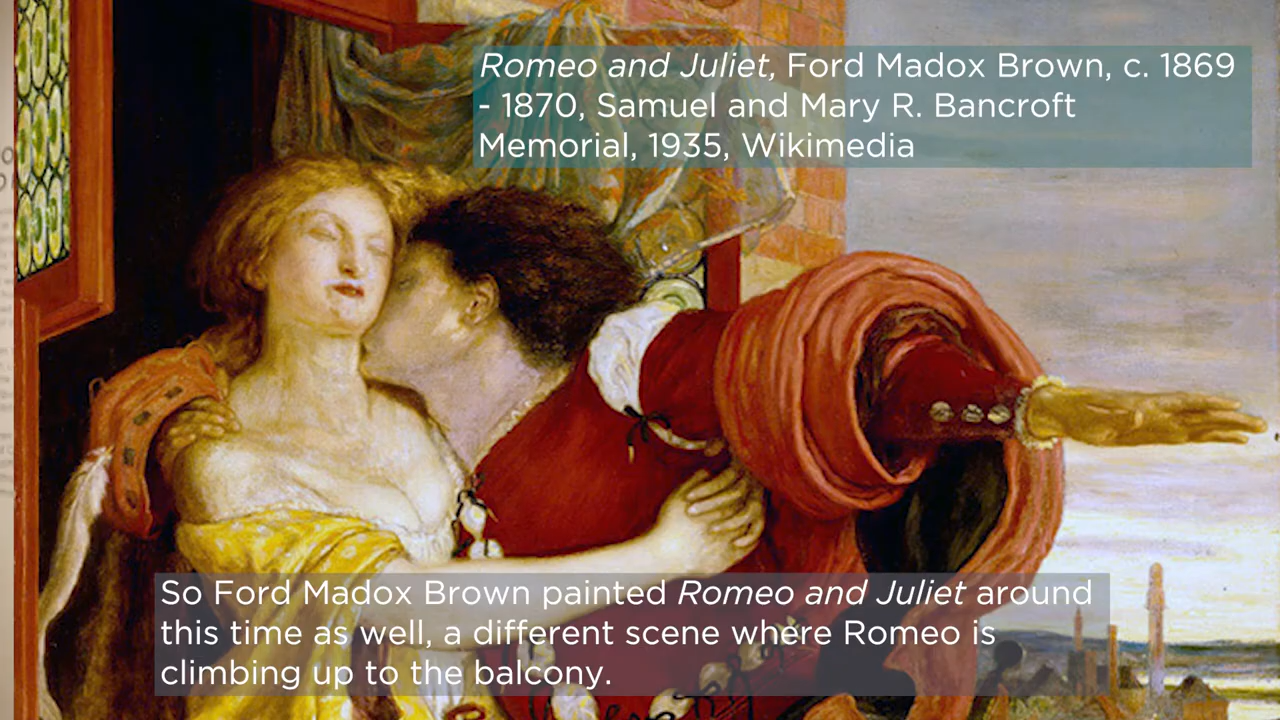 Romeo and Juliet, Ford Madox Brown, c. 1869
- 1870, Samuel and Mary R. Bancroft
Memorial, 1935, Wikimedia
So Ford Madox Brown painted Romeo and Juliet around
this time as well, a different scene where Romeo is
climbing up to the balcony.